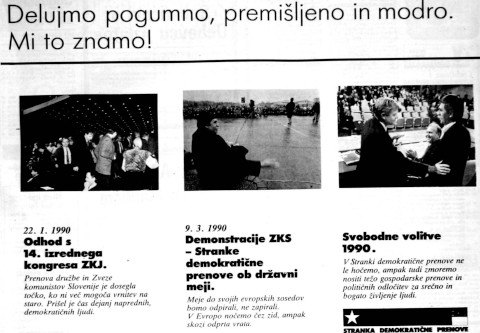 Delujmo pogumno, premišljeno in modro.
Mi to znamo!
22. 1. 1990
Odhod s
14. izrednega
kongresa ZKJ.
Prenova družbe in Zveze
komunistov Slovenije je dosegla
točko, ko ni več mogoča vrnitev na
staro. Prišel je čas dejanj naprednih,
demokratičnih ljudi.
9. 3. 1990
Demonstracije ZKS
– Stranke
demokratične
prenove ob državni
meji.
Meje do svojih evropskih sosedov
bomo odpirali, ne zapirali.
V Evropo nočemo čez zid, ampak
skozi odprta vrata.
Svobodne volitve
1990.
V Stranki demokratične prenove ne
le hočemo, ampak tudi zmoremo
nositi težo gospodarske prenove in
političnih odločitev za srečno in
bogato življenje ljudi.
STRANKA DEMOKRATIČNE PRENOVE